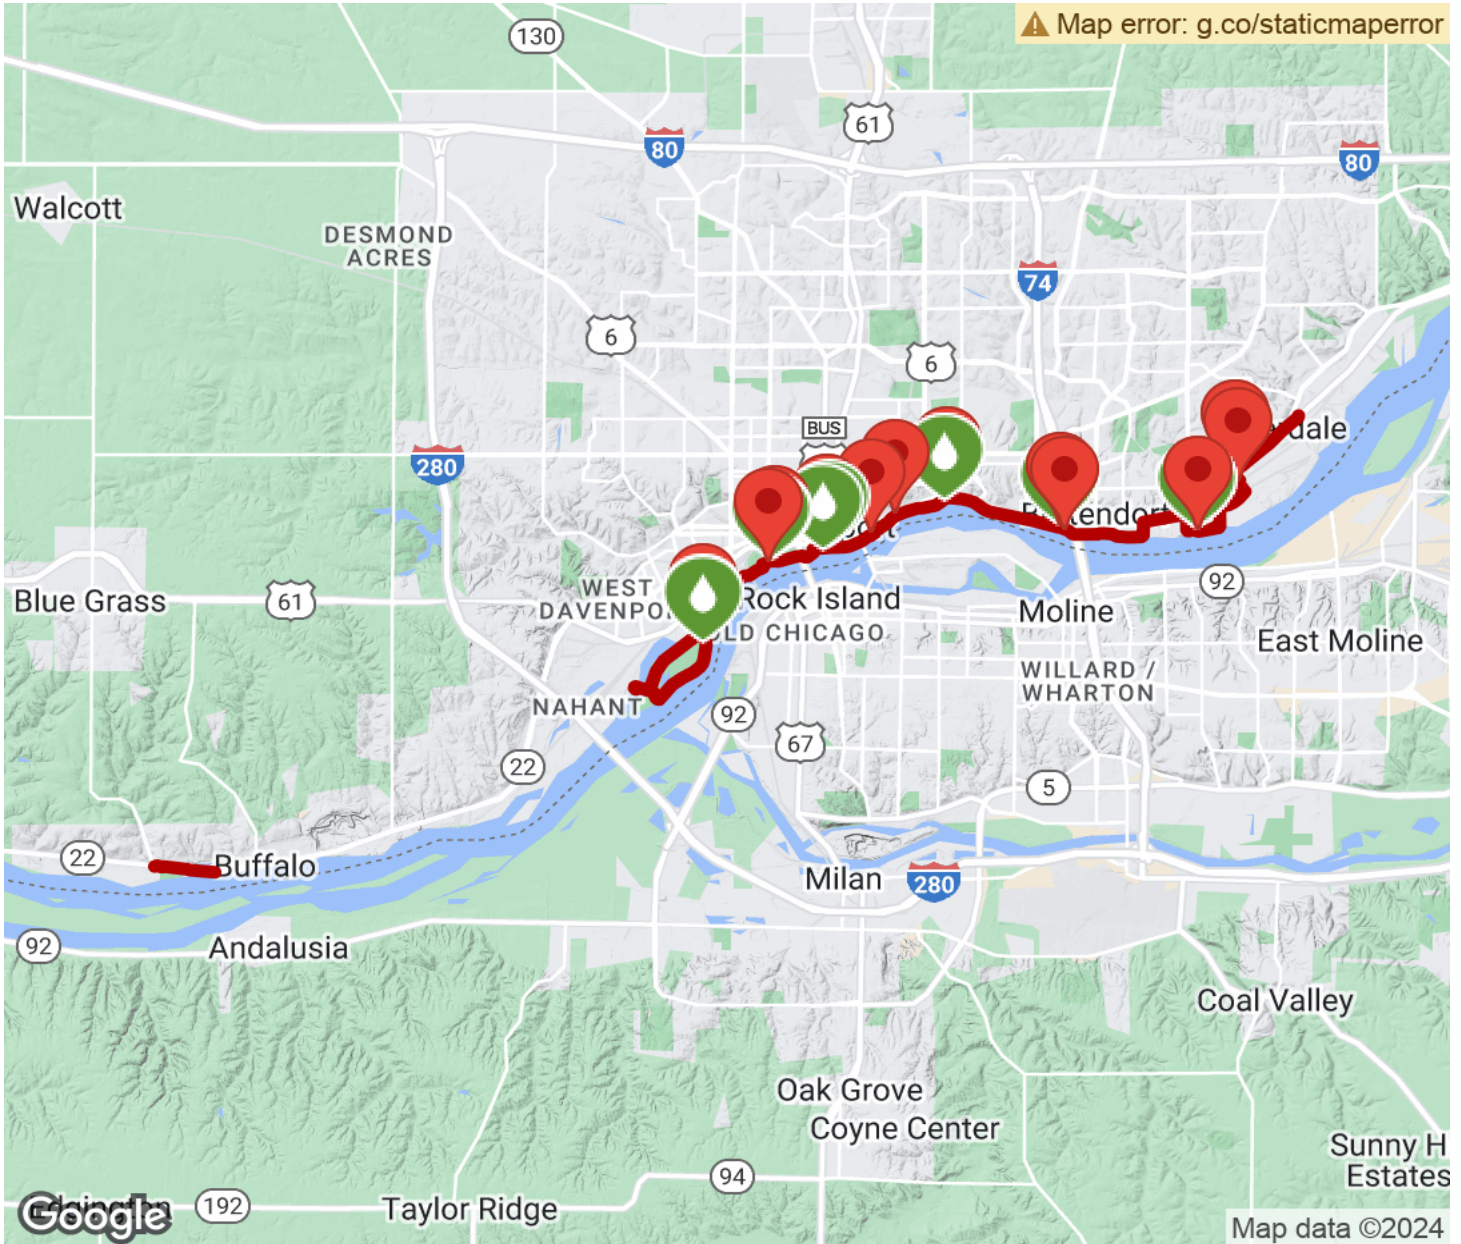 Map error: g.co/staticmaperror
130
61
80
80
Walcott
DESMOND
ACRES
74
6
6
BUS
dale
280
61
Blue Grass
WEST
Rock Island
92
Moline
OLD CHICAGO
East Moline
WILLARD /
WHARTON
NAHANT
92
67
22
5
22
Buffalo
Milan
280
92
Andalusia
Coal Valley
Oak Grove
Coyne Center
Sunny H
Estates
94
192
Taylor Ridge
Google
Map data ©2024